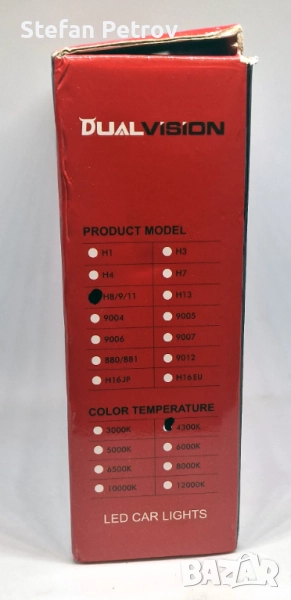 Stefan Petrov
DUALVISION
PRODUCT MODEL
H1 H3
H4 H7
H8/9/11 H13
9004 9005
9006 9007
880/881 9012
H16JP H16EU
COLOR TEMPERATURE
3000K 4300K
5000K 6000K
6500K 8000K
10000K 12000K
LED CAR LIGHTS
БАZАР